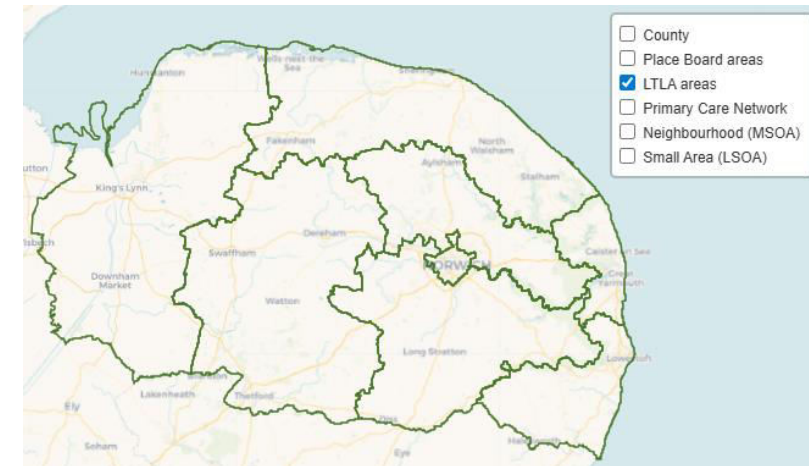 County
Place Board areas
LTLA areas
Primary Care Network
Neighbourhood (MSOA)
Small Area (LSOA)
Wells-next-the-
Sea
Hunstanton
Sheringham
Fakenham
North
Walsham
Aylsham
Stalham
King's Lynn
Dereham
Swaffham
NORWICH
Caister-on-Sea
Great
Yarmouth
Downham
Market
Watton
Long Stratton
Lowestoft
Brandon
Lakenheath
Thetford
Ely
Diss
Halesworth
Soham
Eye